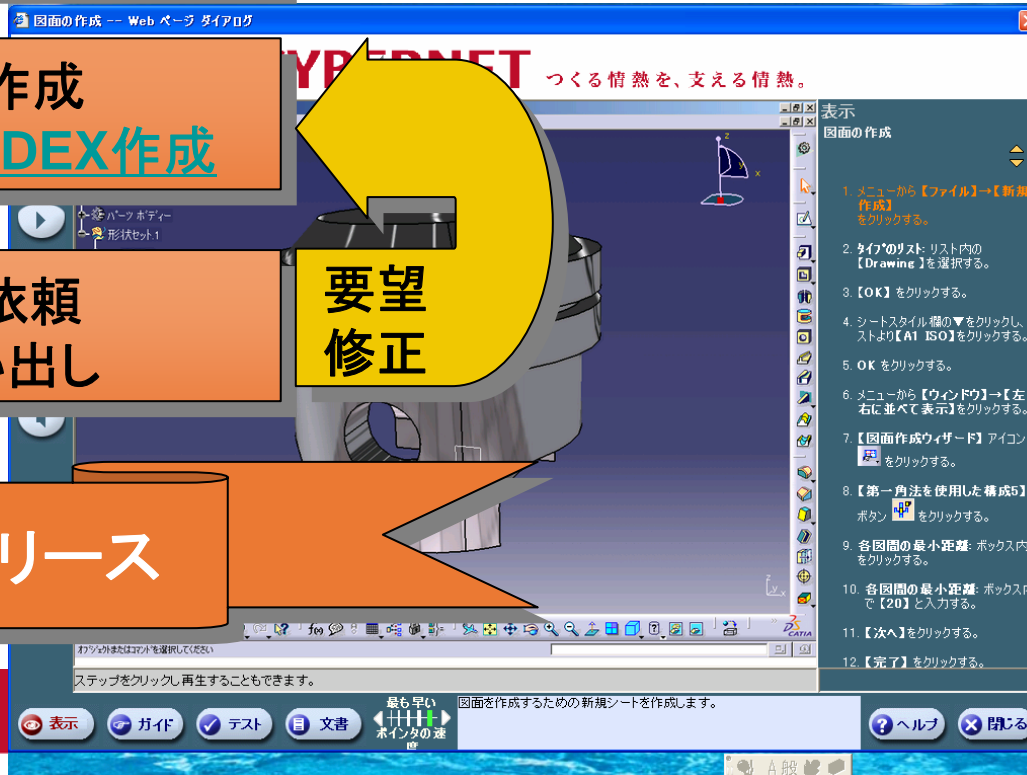 図面の作成 -- Web ページ ダイアログ
つくる情熱を、支える情熱。
作成
DEX作成
依頼
出し
要望
修正
リース
パーツ ボディー
形状セット.1
z
y
x
表示
図面の作成
1. メニューから【ファイル】→【新規
作成】
をクリックする。
2. タイプのリスト: リスト内の
【Drawing 】を選択する。
3.【OK】をクリックする。
4. シートスタイル欄の▼をクリックし、
ストより【A1 ISO】をクリックする。
5. OK をクリックする。
6. メニューから【ウィンドウ】→【左
右に並べて表示】をクリックする。
7.【図面作成ウィザード】アイコン
をクリックする。
8.【第一角法を使用した構成5】
ボタン をクリックする。
9. 各図間の最小距離: ボックス内
をクリックする。
10. 各図間の最小距離: ボックス内
で【20】と入力する。
11.【次へ】をクリックする。
12.【完了】をクリックする。
CATIA
オブジェクトまたはコマンドを選択してください
ステップをクリックし再生することもできます。
表示
ガイド
テスト
文書
最も早い
ポインタの速
度
図面を作成するための新規シートを作成します。
ヘルプ
閉じる
A 般